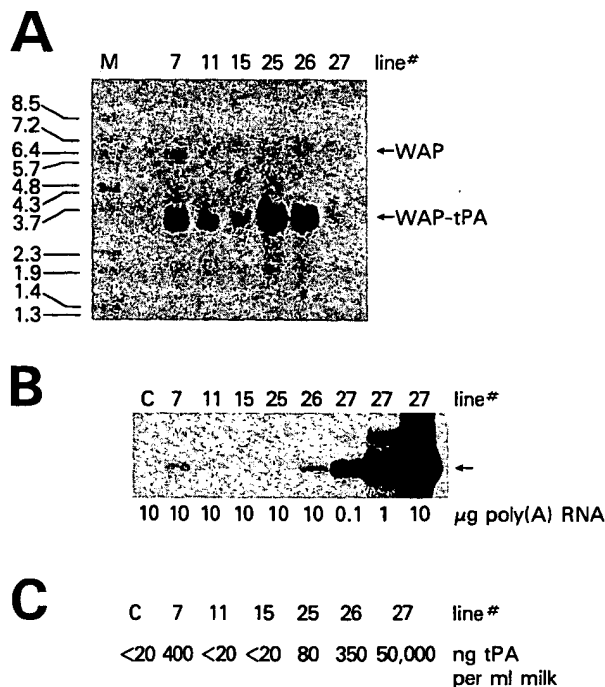 A
M 7 11 15 25 26 27 line#
8.5
7.2
6.4
5.7
4.8
4.3
3.7
2.3
1.9
1.4
1.3
←WAP
←WAP-tPA
B
C 7 11 15 25 26 27 27 27 line#
←
10 10 10 10 10 10 0.1 1 10 µg poly(A) RNA
C
C 7 11 15 25 26 27 line#
<20 400 <20 <20 80 350 50,000 ng tPA
per ml milk